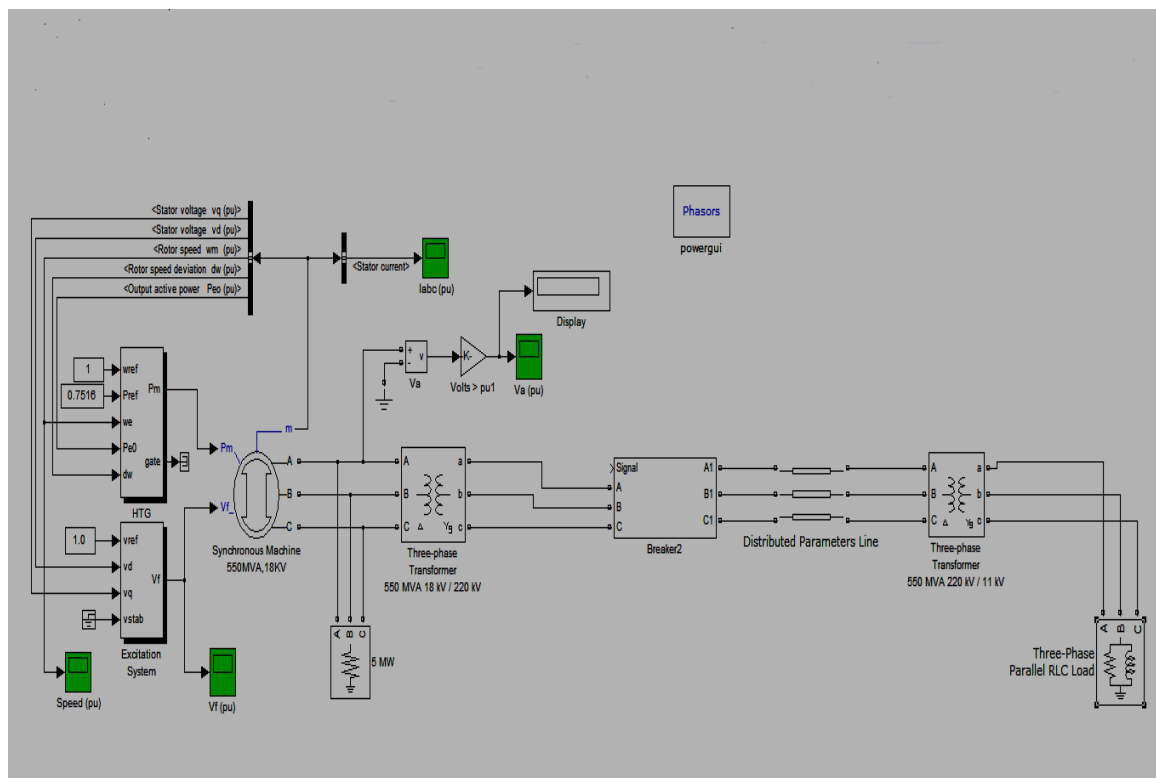 Phasors
powergui
<Stator voltage vq (pu)>
<Stator voltage vd (pu)>
<Rotor speed wm (pu)>
<Rotor speed deviation dw (pu)>
<Output active power Peo (pu)>
<Stator current>
Iabc (pu)
Display
+
-
v
Va
K-
Volts > pu1
Va (pu)
1
0.7516
wref
Pref
we
Pe0
dw
Pm
gate
HTG
1.0
vref
vd
vq
vstab
Vf
Excitation
System
Speed (pu)
Vf (pu)
m
Pm
Vf_
A
B
C
Synchronous Machine
550MVA,18KV
A
B
C
Δ
Yg
a
b
c
Three-phase
Transformer
550 MVA 18 kV / 220 kV
A
B
C
5 MW
Signal
A
B
C
A1
B1
C1
Breaker2
Distributed Parameters Line
A
B
C
Δ
Yg
a
b
c
Three-phase
Transformer
550 MVA 220 kV / 11 kV
A
B
C
Three-Phase
Parallel RLC Load